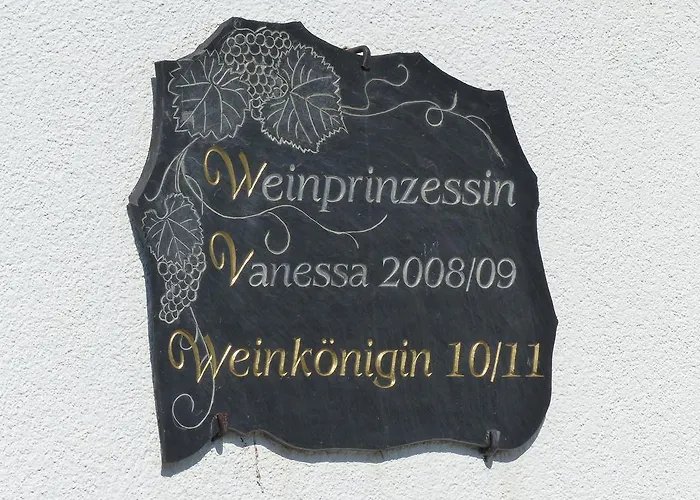 Weinprinzessin
Vanessa 2008/09
Weinkönigin 10/11